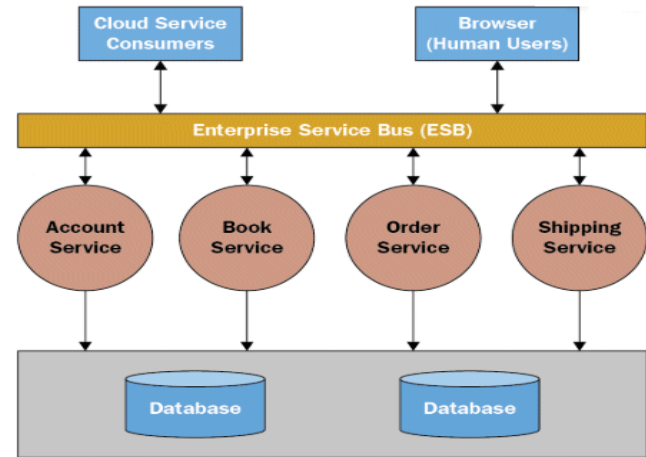 Cloud Service
Consumers
Browser
(Human Users)
Enterprise Service Bus (ESB)
Account
Service
Book
Service
Order
Service
Shipping
Service
Database
Database